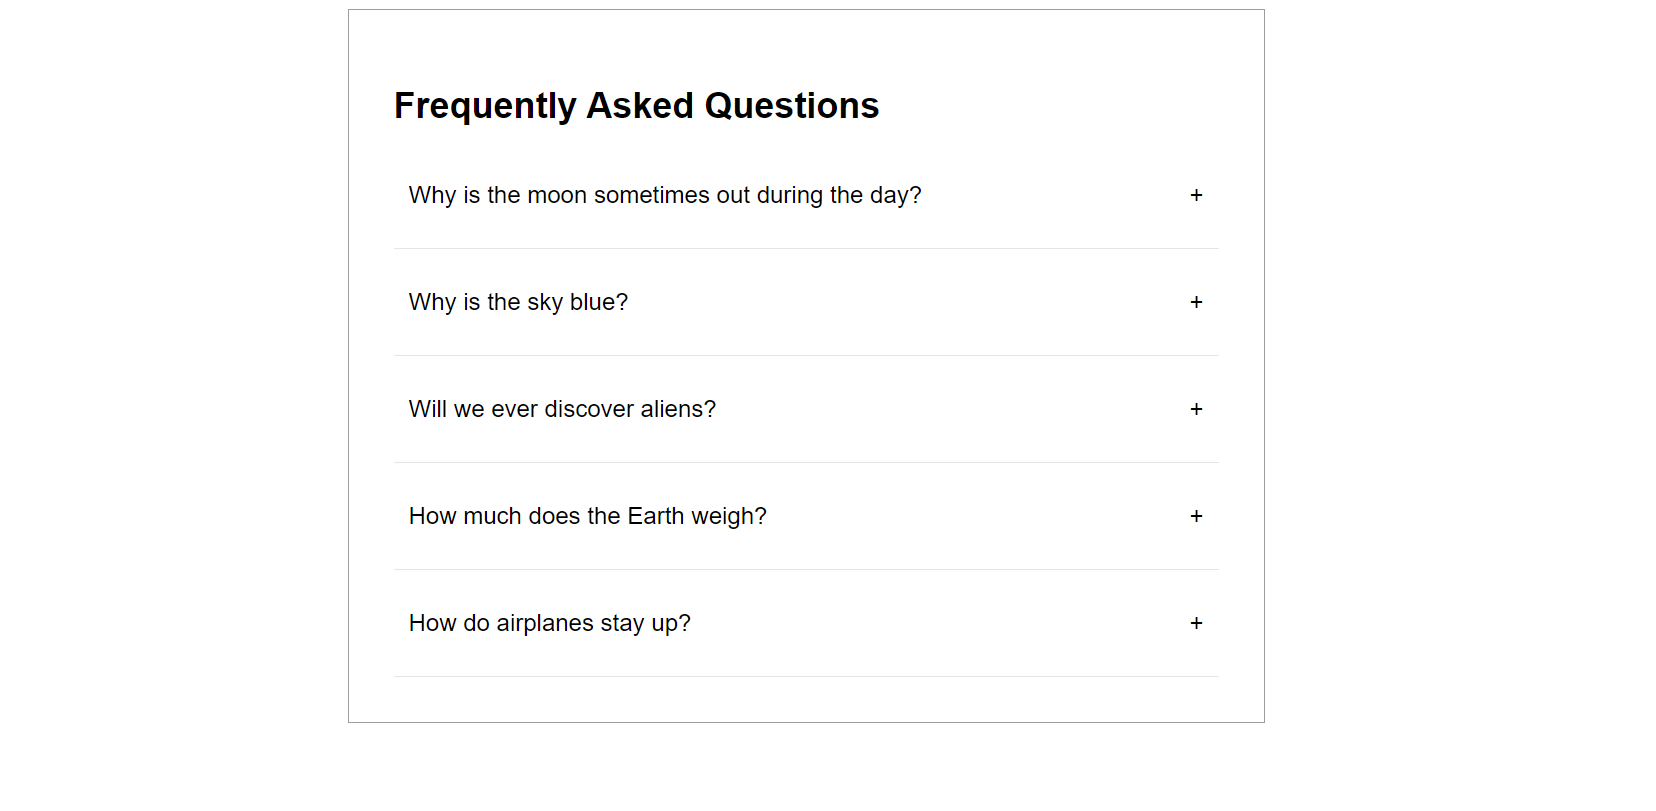 Frequently Asked Questions
Why is the moon sometimes out during the day? +
Why is the sky blue? +
Will we ever discover aliens? +
How much does the Earth weigh? +
How do airplanes stay up? +